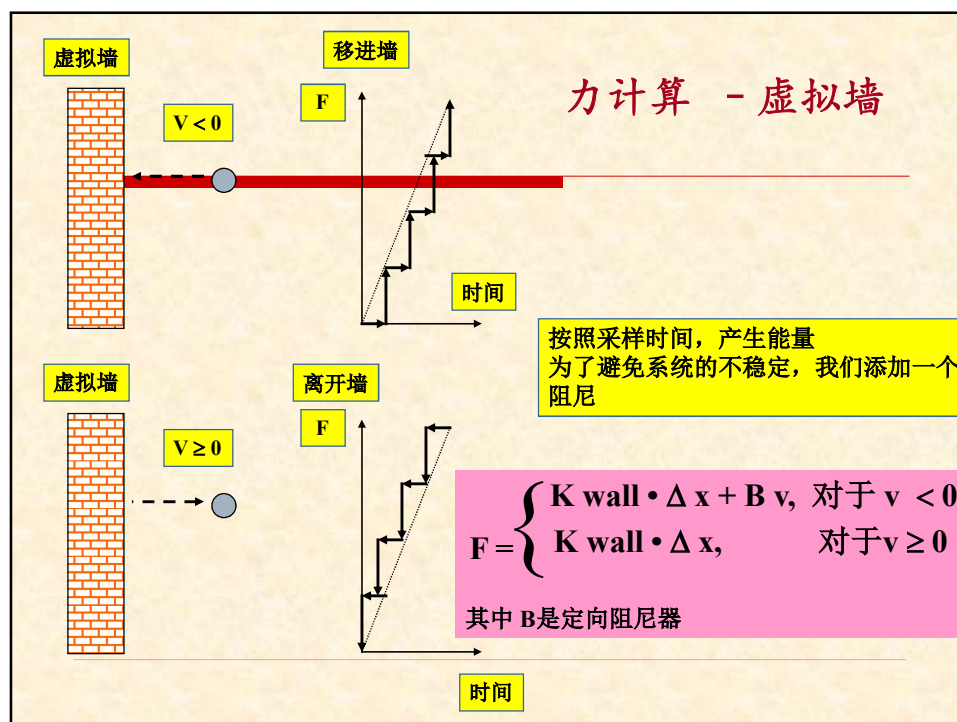 力计算 －虚拟墙
虚拟墙
移进墙
F
V < 0
时间
按照采样时间，产生能量
为了避免系统的不稳定，我们添加一个
阻尼
虚拟墙
离开墙
F
V ≥ 0
时间
F = { K wall • Δ x + B v, 对于 v < 0
K wall • Δ x, 对于v ≥ 0
其中 B是定向阻尼器